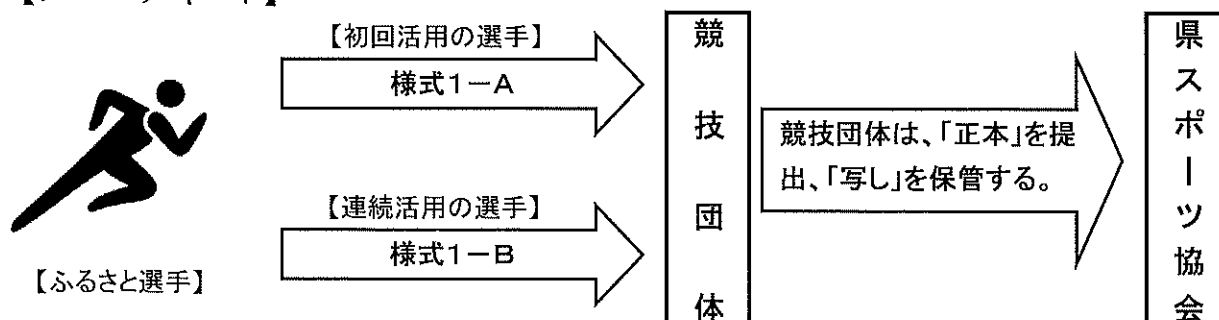 【初回活用の選手】
様式1-A
【連続活用の選手】
様式1-B
【ふるさと選手】
競技団体
競技団体は、「正本」を提
出、「写し」を保管する。
県スポーツ協会